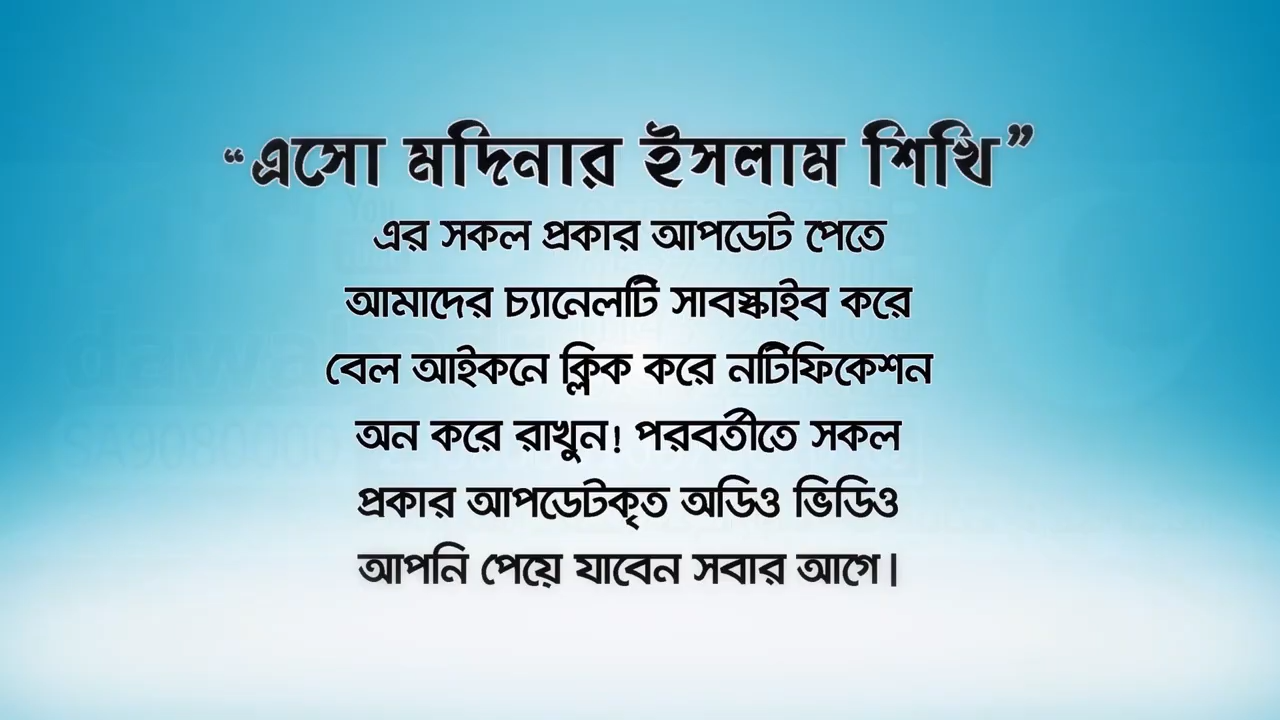 “এসো মদিনার ইসলাম শিখি”
এর সকল প্রকার আপডেট পেতে
আমাদের চ্যানেলটি সাবস্ক্রাইব করে
বেল আইকনে ক্লিক করে নটিফিকেশন
অন করে রাখুন! পরবর্তীতে সকল
প্রকার আপডেটকৃত অডিও ভিডিও
আপনি পেয়ে যাবেন সবার আগে।